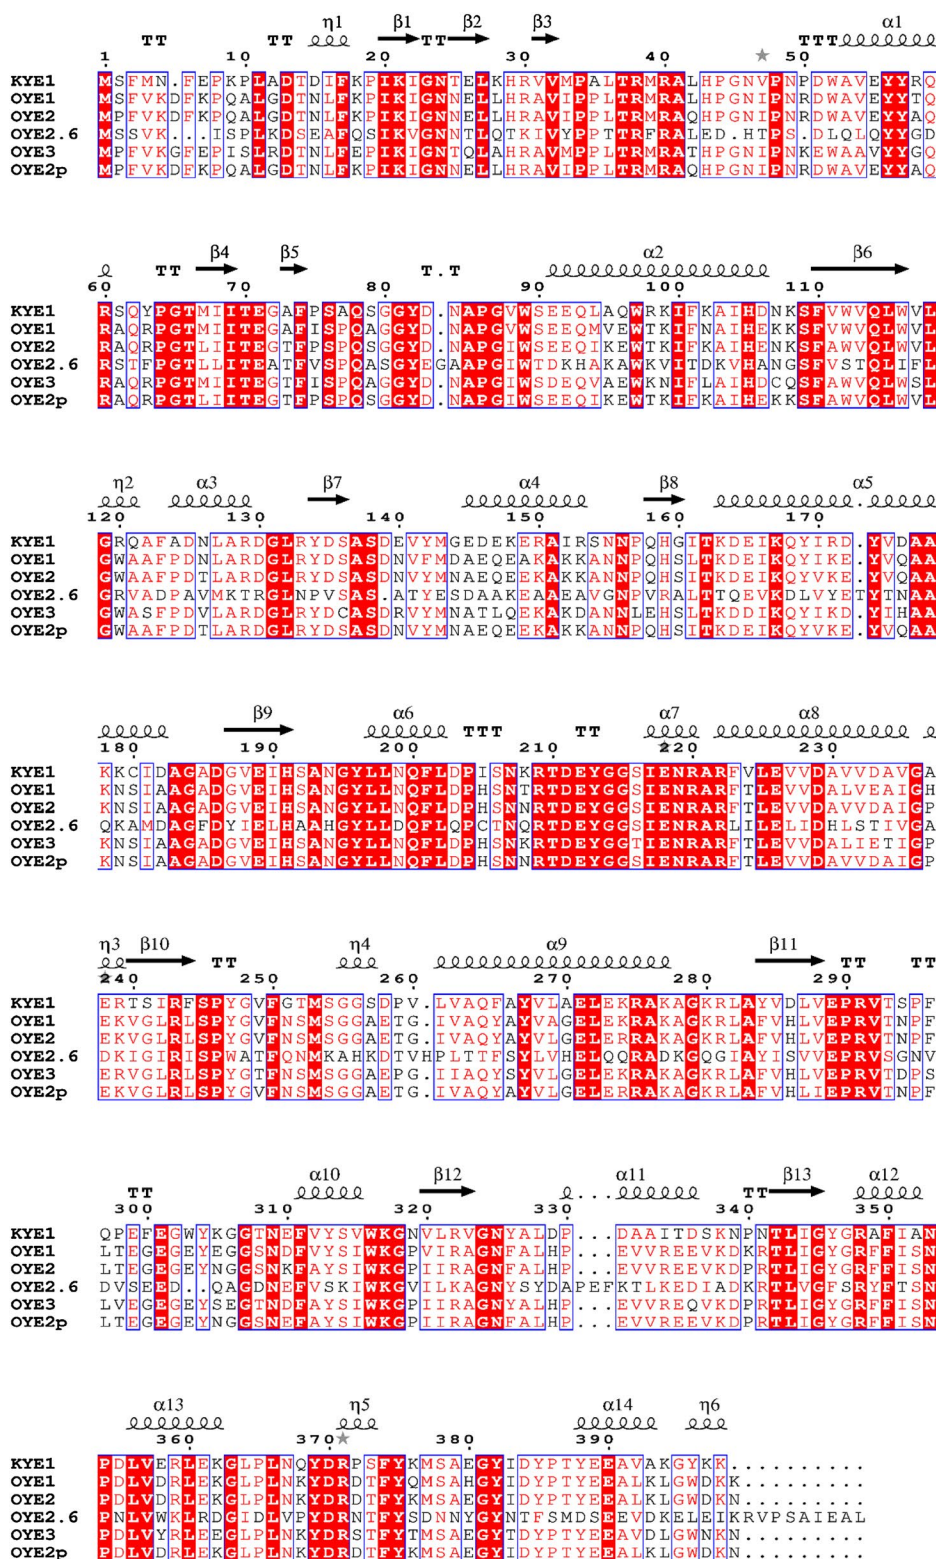 η1 β1 β2 β3 α1
TT TT TT TTT
1 10 20 30 40 50
KYE1 MSFMN.FEPKPLADTDIFKPIKIGNTELKHRVVMPALTRMRALHPGNVPNPDWAVEYYRQ
OYE1 MSFVKDFKPQALGDTNLFKPIKIGNNELLHRAVIPPLTRMRALHPGNIPNRDWAVEYYTQ
OYE2 MPFVKDFKPQALGDTNLFKPIKIGNNELLHRAVIPPLTRMRAQHPGNIPNRDWAVEYYAQ
OYE2.6 MSSVK...ISPLKDSEAFQSIKVGNNTLQTKIVYPPTTRFRALED.HTPS.DLQLQYYGD
OYE3 MPFVKGFEPISLRDTNLFEPIKIGNTQLAHRAVMPPLTRMRATHPGNIPNKEWAAVYYGQ
OYE2p MPFVKDFKPQALGDTNLFKPIKIGNNELLHRAVIPPLTRMRAQHPGNIPNRDWAVEYYAQ
β4 β5 α2 β6
TT T.T
60 70 80 90 100 110
KYE1 RSQYPGTMIITEGAFPSAQSGGYD.NAPGVWSEEQLAQWRKIFKAIHDNKSFVWVQLWVL
OYE1 RAQRPGTMIITEGAFISPQAGGYD.NAPGVWSEEQMVEWTKIFNAIHEKKSFVWVQLWVL
OYE2 RAQRPGTLIITEGTFPSPQSGGYD.NAPGIWSEEQIKEWTKIFKAIHENKSFAWVQLWVL
OYE2.6 RSTFPGTLLITEATFVSPQASGYEGAAPGIWTDKHAKAWKVITDKVHANGSFVSTQLIFL
OYE3 RAQRPGTMIITEGTFISPQAGGYD.NAPGIWSDEQVAEWKNIFLAIHDCQSFAWVQLWSL
OYE2p RAQRPGTLIITEGTFPSPQSGGYD.NAPGIWSEEQIKEWTKIFKAIHEKKSFAWVQLWVL
η2 α3 β7 α4 β8 α5
120 130 140 150 160 170
KYE1 GRQAFADNLARDGLRYDSASDEVYMGEDEKERAIRSNNPQHGITKDEIKQYIRD.YVDAA
OYE1 GWAAFPDNLARDGLRYDSASDNVFMDAEQEAKAKKANNPQHSLTKDEIKQYIKE.YVQAA
OYE2 GWAAFPDTLARDGLRYDSASDNVYMNAEQEEKAKKANNPQHSITKDEIKQYVKE.YVQAA
OYE2.6 GRVADPAVMKTRGLNPVSAS.ATYESDAAKEAAEAVGNPVRALTTQEVKDLVYETYTNAA
OYE3 GWASFPDVLARDGLRYDCASDRVYMNATLQEKAKDANNLEHSLTKDDIKQYIKD.YIHAA
OYE2p GWAAFPDTLARDGLRYDSASDNVYMNAEQEEKAKKANNPQHSITKDEIKQYVKE.YVQAA
β9 α6 α7 α8
TTT TT
180 190 200 210 220 230
KYE1 KKCIDAGADGVEIHSANGYLLNQFLDPISNKRTDEYGGSIENRARFVLEVVDAVVDAVGA
OYE1 KNSIAAGADGVEIHSANGYLLNQFLDPHSNTRTDEYGGSIENRARFTLEVVDALVEAIGH
OYE2 KNSIAAGADGVEIHSANGYLLNQFLDPHSNNRTDEYGGSIENRARFTLEVVDAVVDAIGP
OYE2.6 QKAMDAGFDYIELHAAHGYLLDQFLQPCTNQRTDEYGGSIENRARLILELIDHLSTIVGA
OYE3 KNSIAAGADGVEIHSANGYLLNQFLDPHSNKRTDEYGGTIENRARFTLEVVDALIETIGP
OYE2p KNSIAAGADGVEIHSANGYLLNQFLDPHSNKRTDEYGGSIENRARFTLEVVDAVVDAIGP
η3 β10 η4 α9 β11
TT TT TT
240 250 260 270 280 290
KYE1 ERTSIRFSPYGVFGTMSGGSDPV.LVAQFAYVLAELEKRAKAGKRLAYVDLVEPRVTSPF
OYE1 EKVGLRLSPYGVFNSMSGGAETG.IVAQYAYVAGELEKRAKAGKRLAFVHLVEPRVTNPF
OYE2 EKVGLRLSPYGVFNSMSGGAETG.IVAQYAYVLGELERRAKAGKRLAFVHLVEPRVTNPF
OYE2.6 DKIGIRISPWATFQNMKAHKDTVHPLTTFSYLVHELQQRADKGQGIAYISVVEPRVSGNV
OYE3 ERVGLRLSPYGTFNSMSGGAEPG.IIAQYSYVLGELEKRAKAGKRLAFVHLVEPRVTDPS
OYE2p EKVGLRLSPYGVFNSMSGGAETG.IVAQYAYVLGELERRAKAGKRLAFVHLIEPRVTNPF
α10 β12 α11 β13 α12
TT ... TT
300 310 320 330 340 350
KYE1 QPEFEGWYKGGTNEFVYSVWKGNVLRVGNYALDP...DAAITDSKNPNTLIGYGRAFIAN
OYE1 LTEGEGEYEGGSNDFVYSIWKGPVIRAGNFALHP...EVVREEVKDKRTLIGYGRFFISN
OYE2 LTEGEGEYNGGSNKFAYSIWKGPIIRAGNFALHP...EVVREEVKDPRTLIGYGRFFISN
OYE2.6 DVSEED..QAGDNEFVSKIWKGVILKAGNYSYDAPEFKTLKEDIADKRTLVGFSRYFTSN
OYE3 LVEGEGEYSEGTNDFAYSIWKGPIIRAGNYALHP...EVVREQVKDPRTLIGYGRFFISN
OYE2p LTEGEGEYNGGSNEFAYSIWKGPIIRAGNFALHP...EVVREEVKDPRTLIGYGRFFISN
α13 η5 α14 η6
360 370 380 390
KYE1 PDLVERLEKGLPLNQYDRPSFYKMSAEGYIDYPTYEEAVAKGYKK..........
OYE1 PDLVDRLEKGLPLNKYDRDTFYQMSAHGYIDYPTYEEALKLGWDKK.........
OYE2 PDLVDRLEKGLPLNKYDRDTFYKMSAEGYIDYPTYEEALKLGWDKN.........
OYE2.6 PNLVWKLRDGIDLVPYDRNTFYSDNNYGYNTFSMDSEEVDKELEIKRVPSAIEAL
OYE3 PDLVYRLEEGLPLNKYDRSTFYTMSAEGYTDYPTYEEAVDLGWNKN.........
OYE2p PDLVDRLEKGLPLNKYDRDTFYKMSAEGYIDYPTYEEALKLGWDKN.........